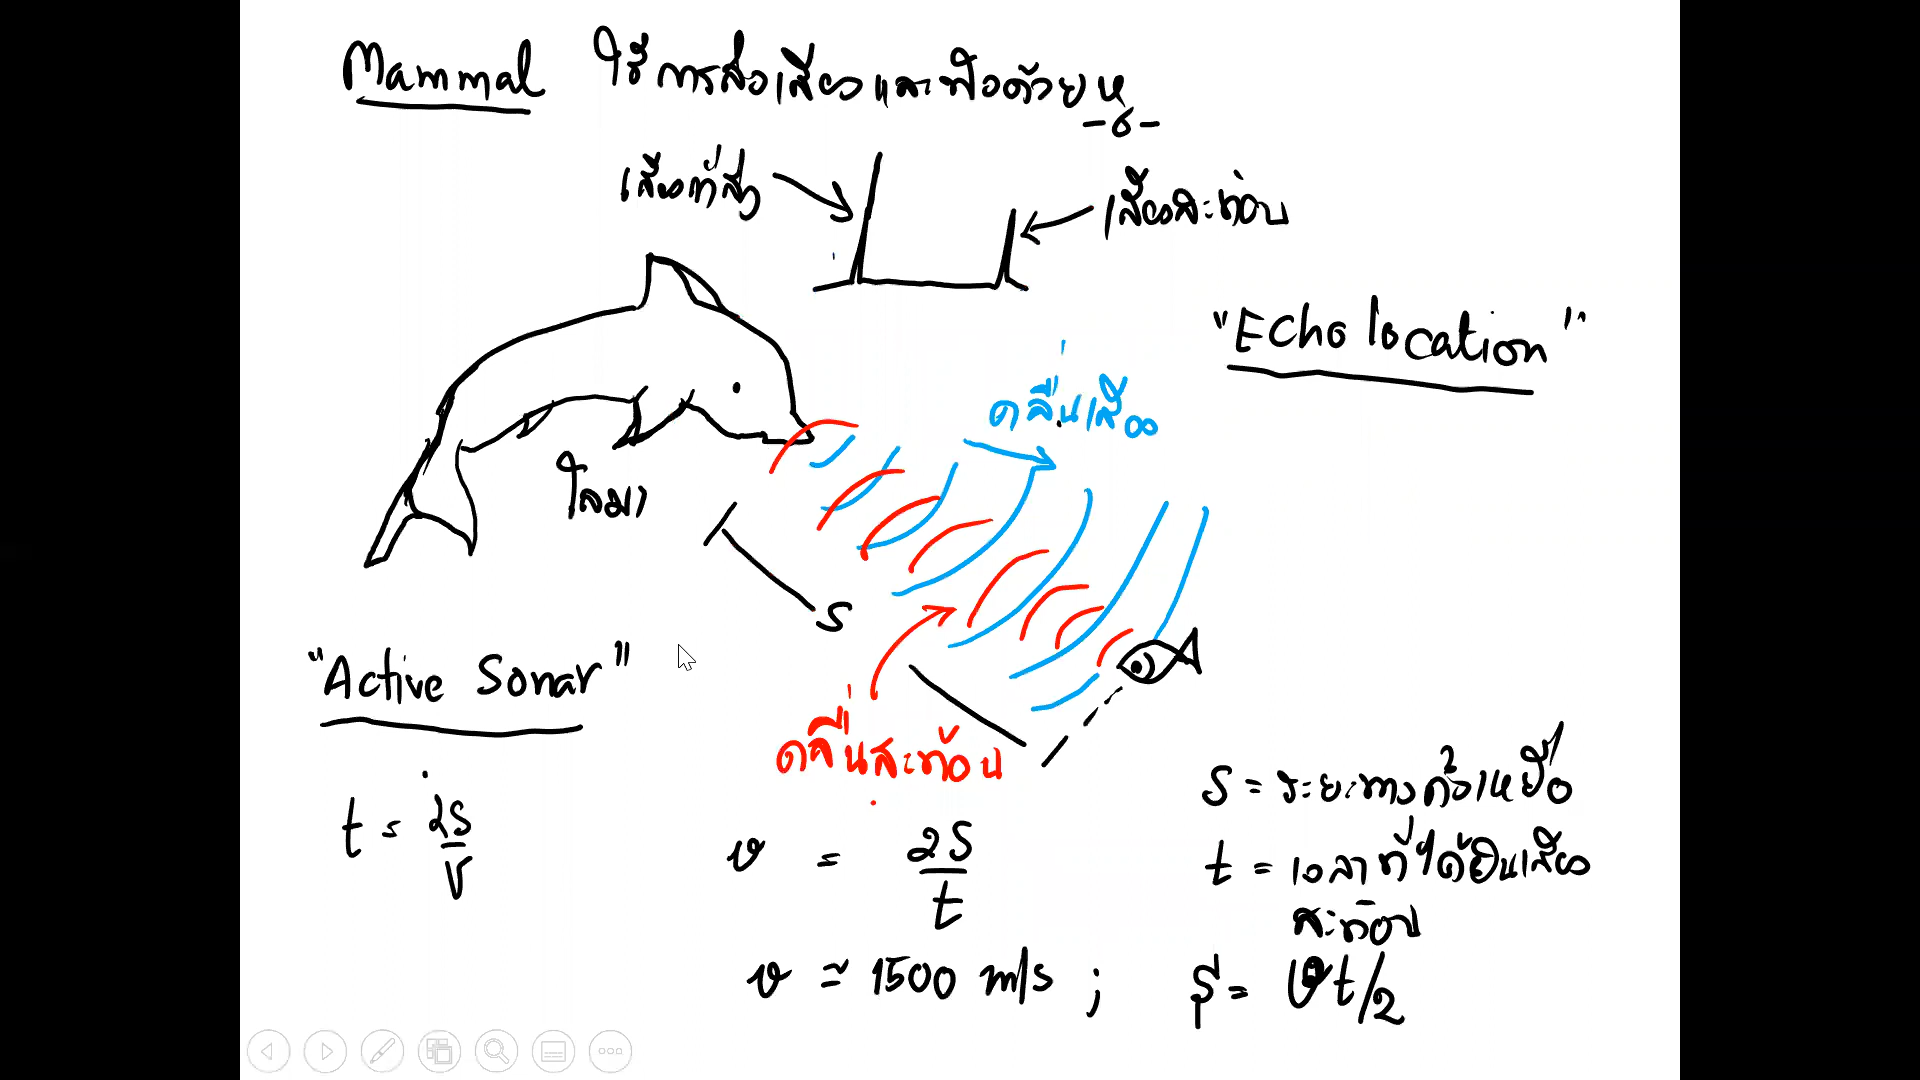 Mammal ใช้การส่งเสียงและฟังด้วยหู
เสียงที่ส่ง
เสียงสะท้อน
"Echo location"
คลื่นเสียง
โลมา
S
"Active Sonar"
คลื่นสะท้อน
t = 2S/V
v = 2S/t
v ≃ 1500 m/s ; S = vt/2
S = ระยะทางถึงเหยื่อ
t = เวลาที่ได้ยินเสียง
สะท้อน